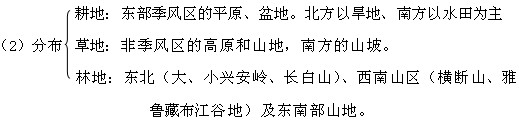 耕地：东部季风区的平原、盆地。北方以旱地、南方以水田为主
（2）分布
草地：非季风区的高原和山地，南方的山坡。
林地：东北（大、小兴安岭、长白山）、西南山区（横断山、雅
鲁藏布江谷地）及东南部山地。